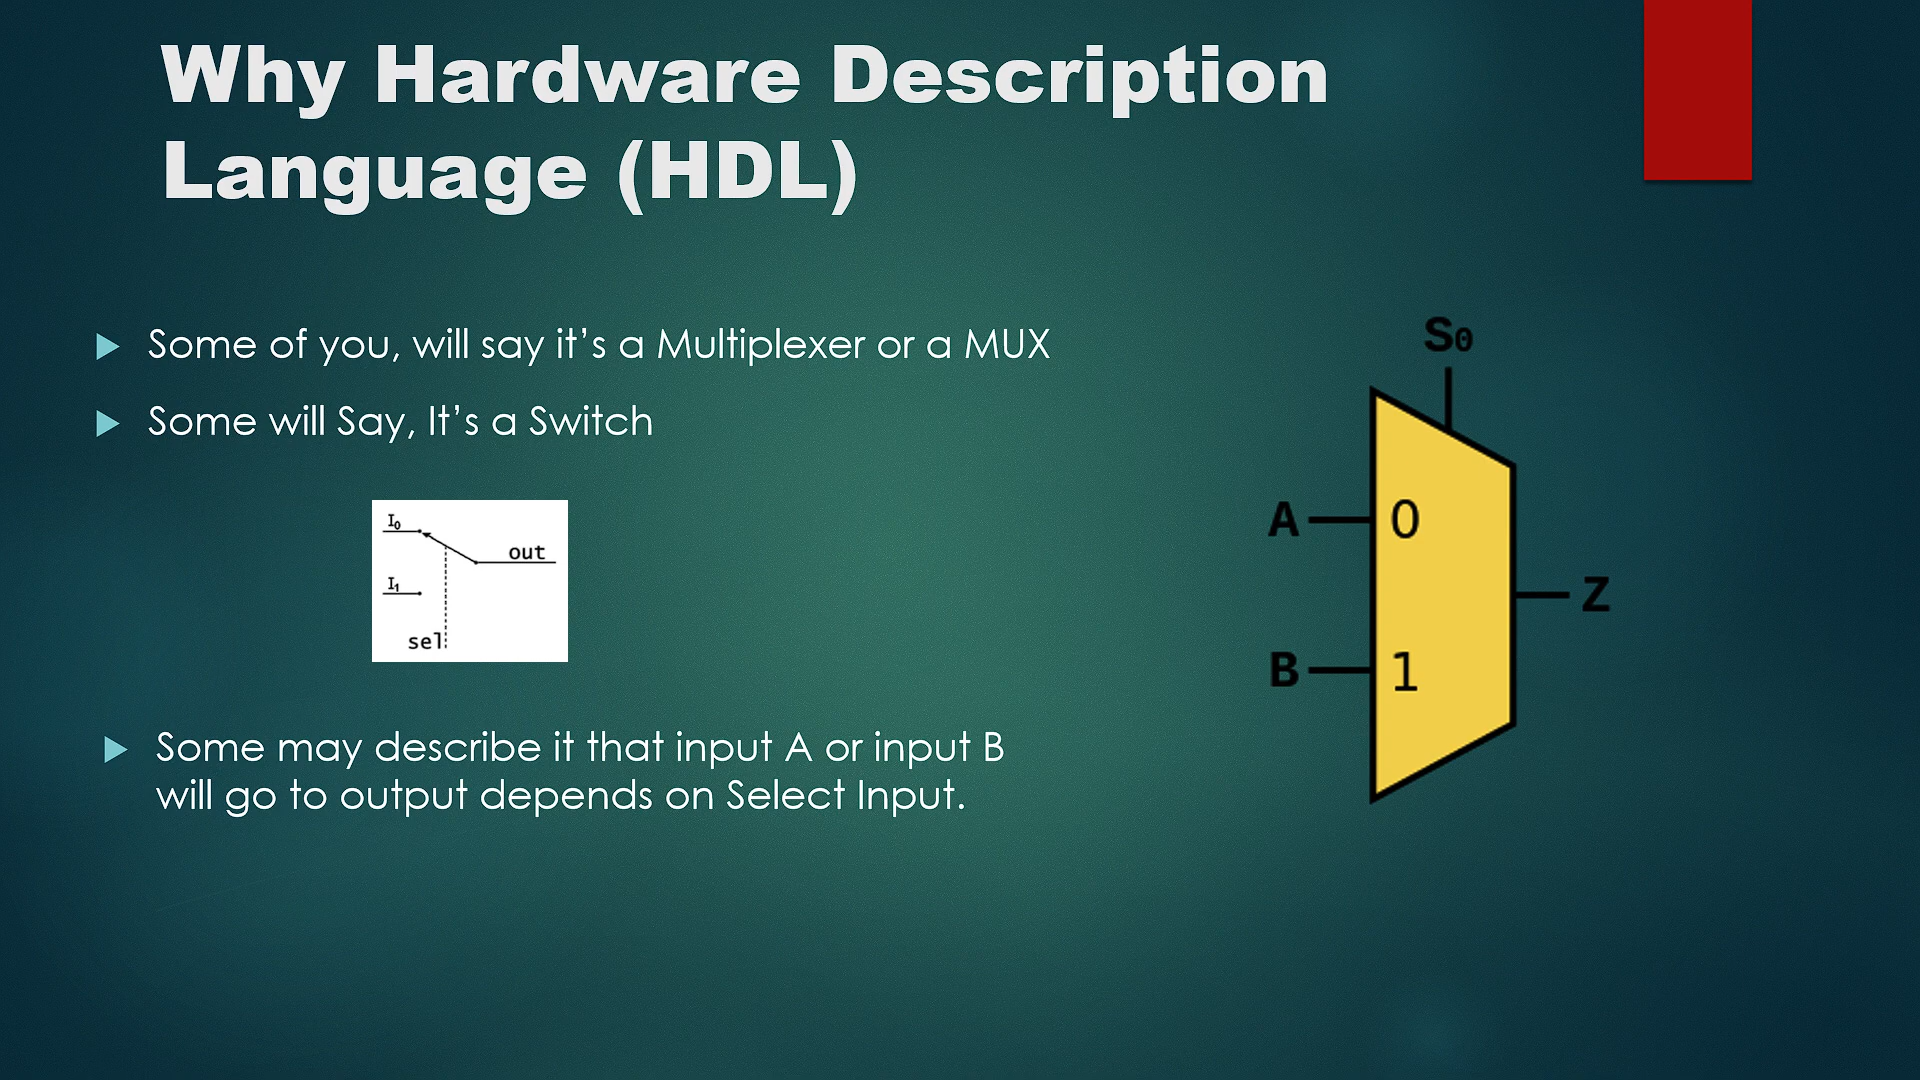 Why Hardware Description
Language (HDL)
Some of you, will say it’s a Multiplexer or a MUX
Some will Say, It’s a Switch
I0
out
I1
sel
Some may describe it that input A or input B
will go to output depends on Select Input.
S0
A
0
Z
B
1